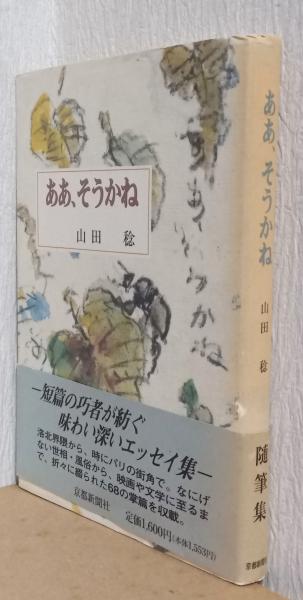 ああ、そうかね
山田 稔
―短篇の巧者が紡ぐ
味わい深いエッセイ集―
洛北界隈から、時にパリの街角で。なにげ
ない世相・風俗から、映画や文学に至るま
で、折々に綴られた68の掌篇を収載。
京都新聞社
定価1,600円(本体1,553円)
ああ、そうかね
山田 稔
随筆集